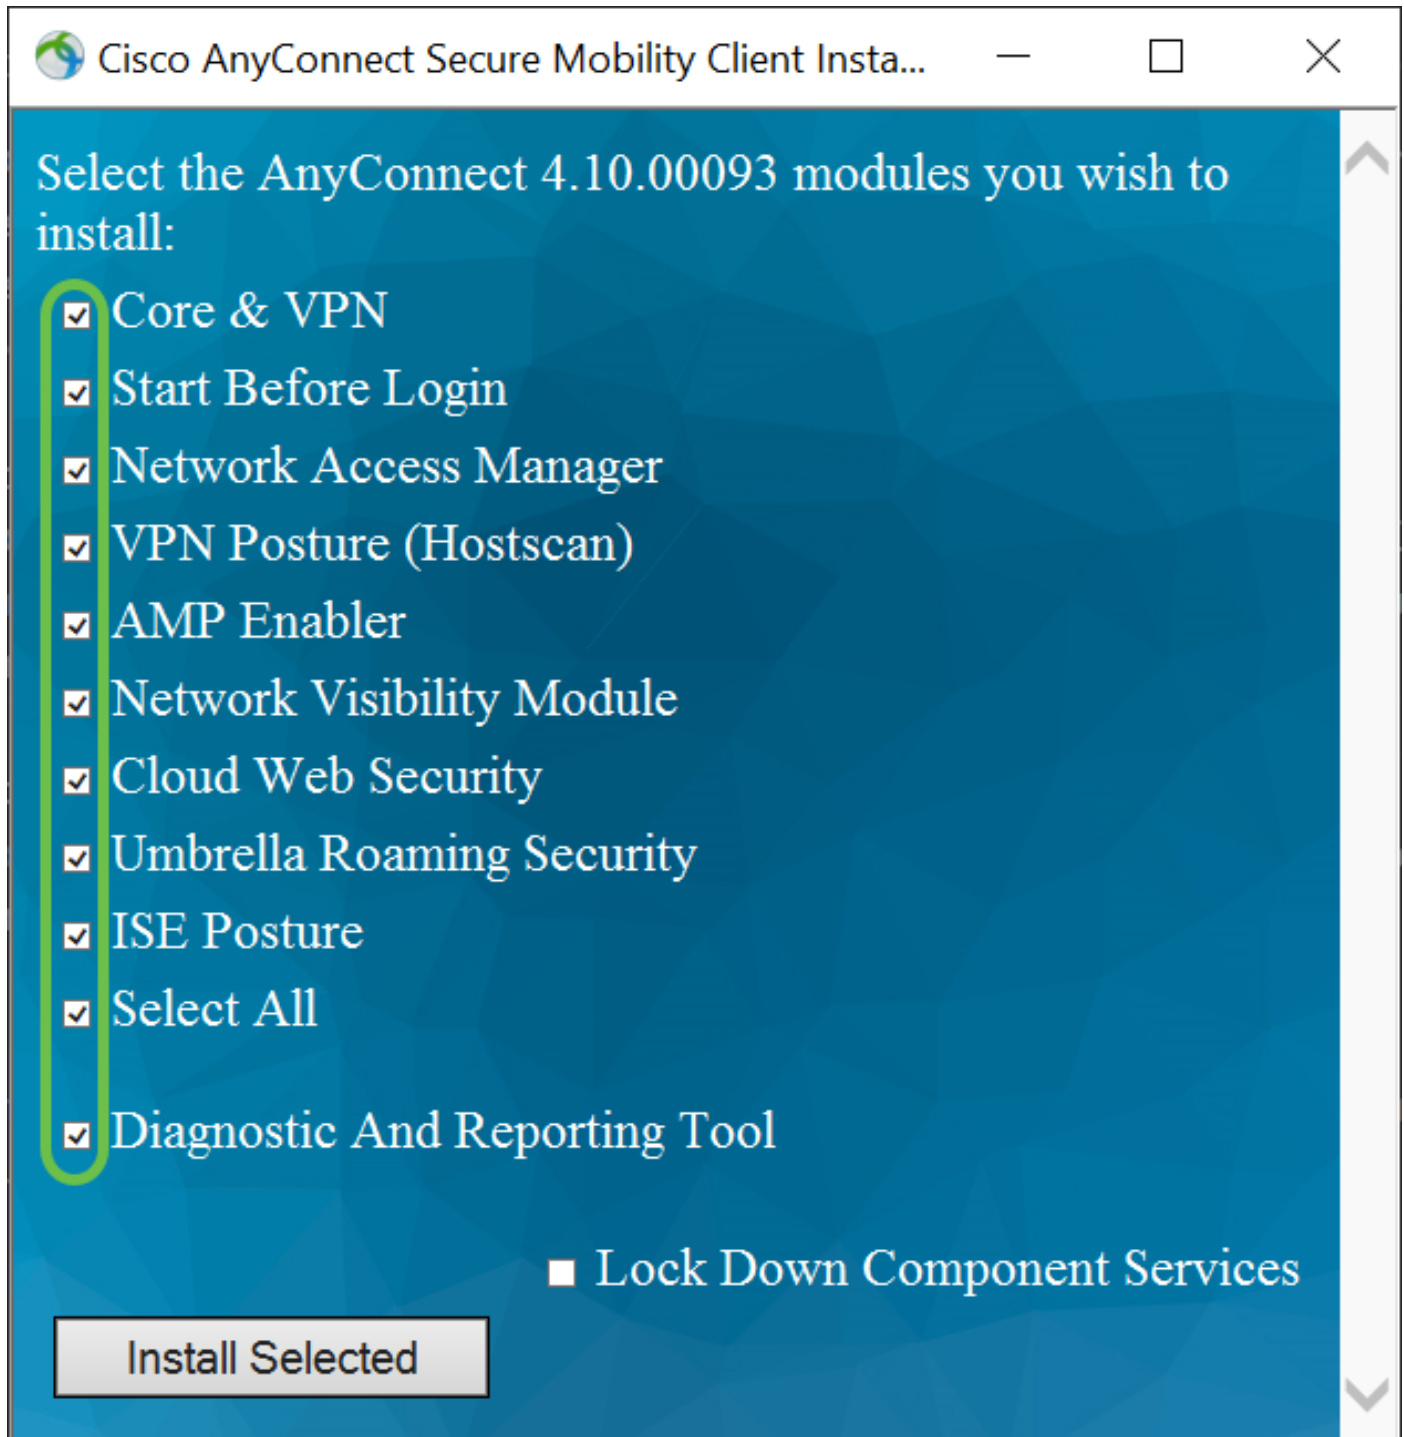 Cisco AnyConnect Secure Mobility Client Insta...
Select the AnyConnect 4.10.00093 modules you wish to
install:
Core & VPN
Start Before Login
Network Access Manager
VPN Posture (Hostscan)
AMP Enabler
Network Visibility Module
Cloud Web Security
Umbrella Roaming Security
ISE Posture
Select All
Diagnostic And Reporting Tool
Lock Down Component Services
Install Selected